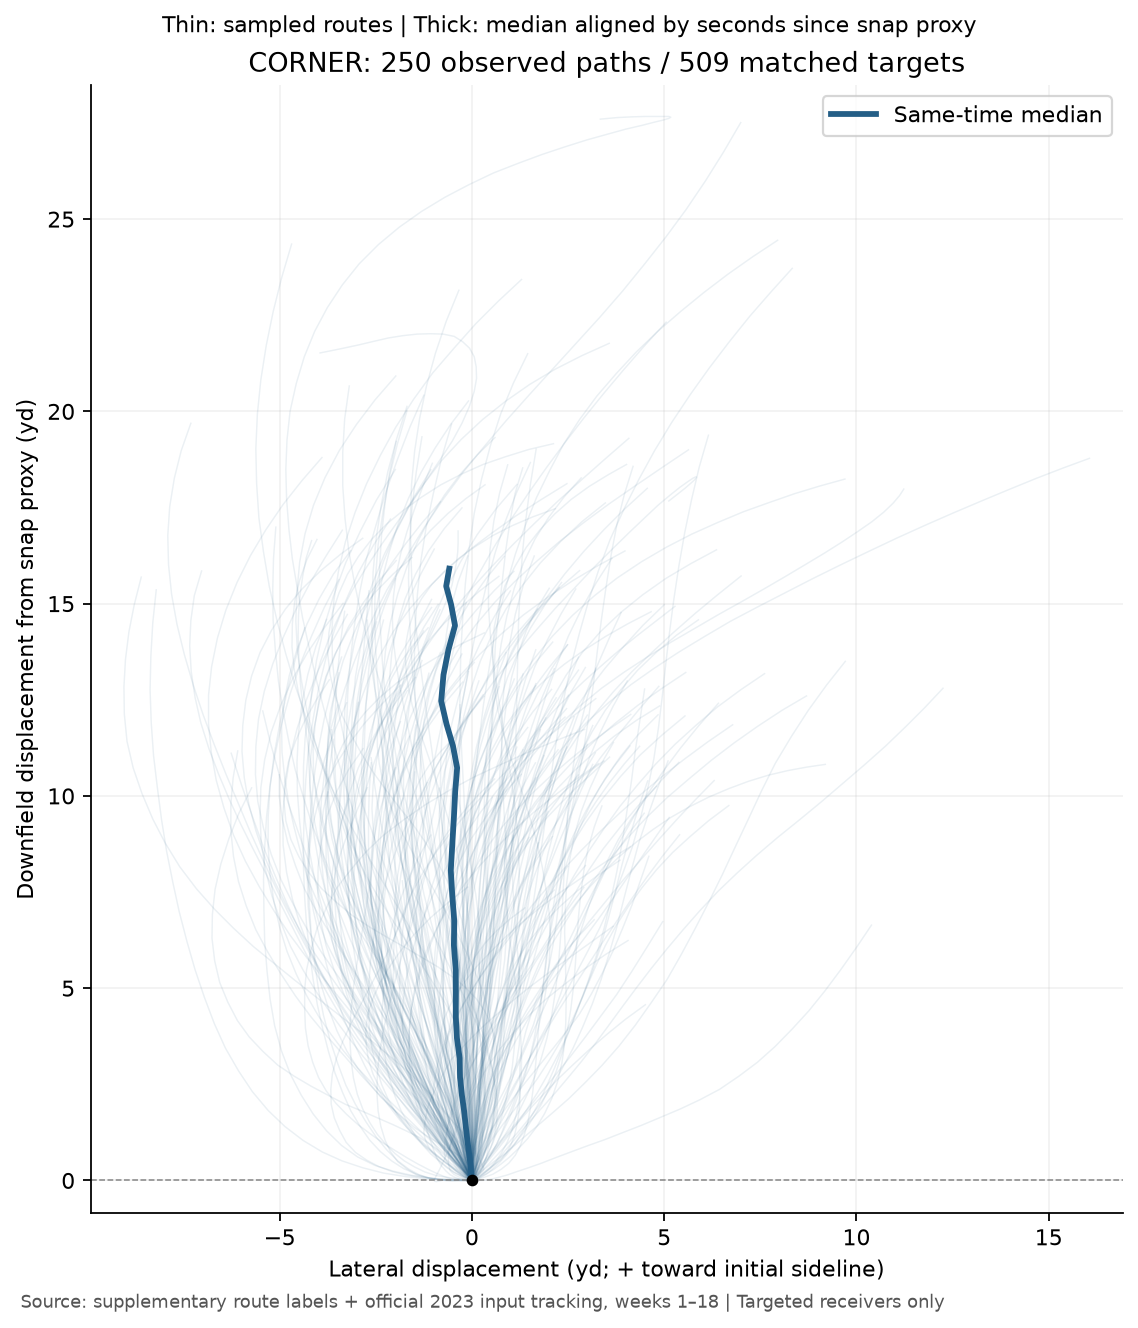 Thin: sampled routes | Thick: median aligned by seconds since snap proxy
CORNER: 250 observed paths / 509 matched targets
Same-time median
Downfield displacement from snap proxy (yd)
25
20
15
10
5
0
−5
0
5
10
15
Lateral displacement (yd; + toward initial sideline)
Source: supplementary route labels + official 2023 input tracking, weeks 1–18 | Targeted receivers only